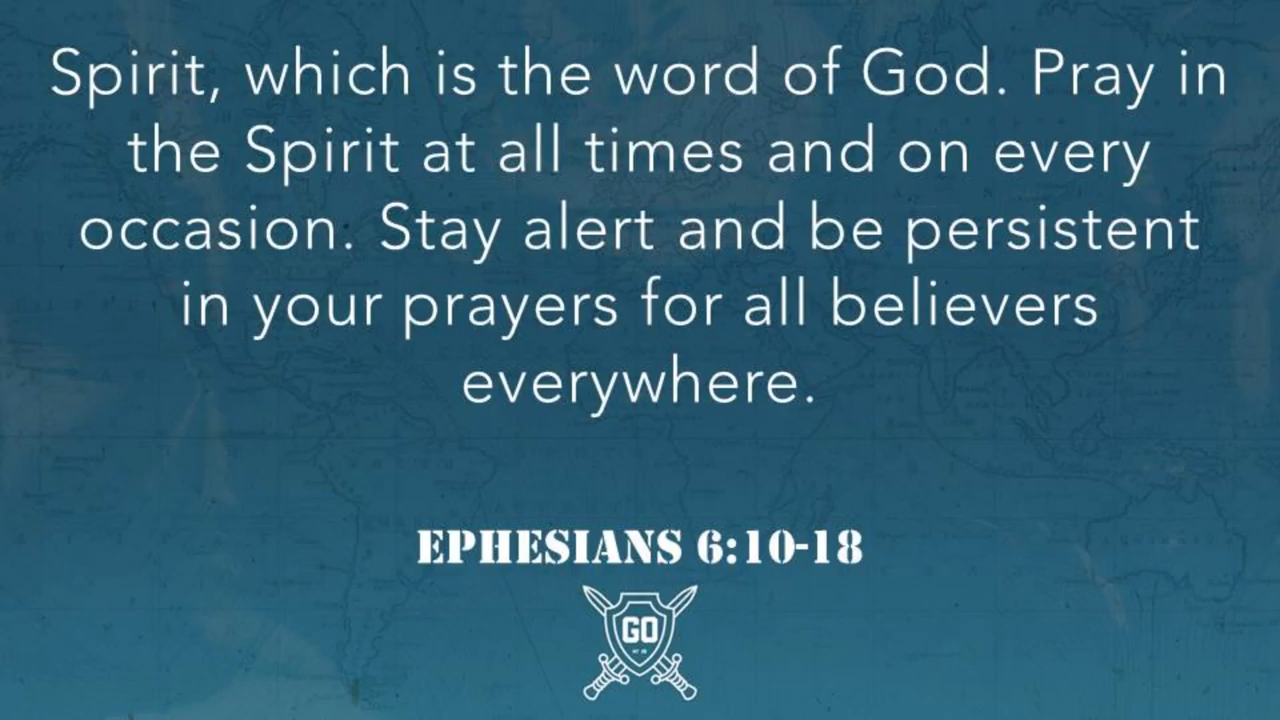 Spirit, which is the word of God. Pray in
the Spirit at all times and on every
occasion. Stay alert and be persistent
in your prayers for all believers
everywhere.
EPHESIANS 6:10-18
GO